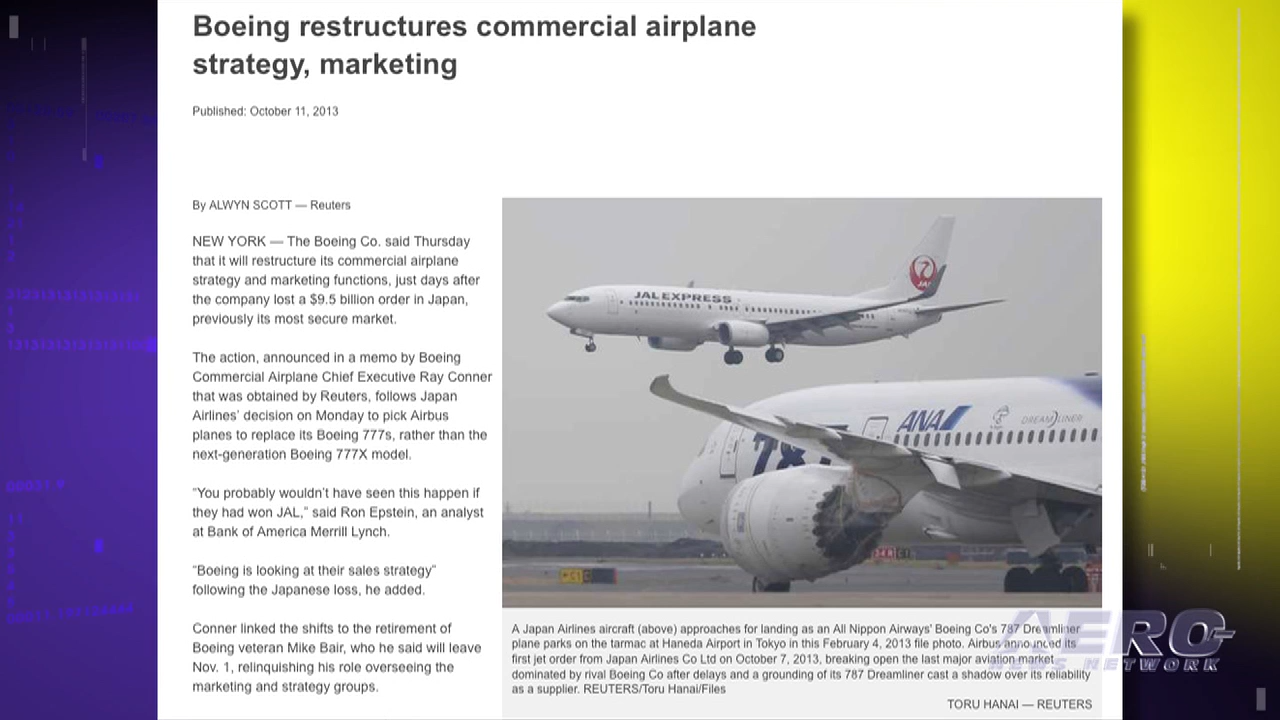 Boeing restructures commercial airplane
strategy, marketing
Published: October 11, 2013
By ALWYN SCOTT — Reuters
NEW YORK — The Boeing Co. said Thursday
that it will restructure its commercial airplane
strategy and marketing functions, just days after
the company lost a $9.5 billion order in Japan,
previously its most secure market.
The action, announced in a memo by Boeing
Commercial Airplane Chief Executive Ray Conner
that was obtained by Reuters, follows Japan
Airlines’ decision on Monday to pick Airbus
planes to replace its Boeing 777s, rather than the
next-generation Boeing 777X model.
“You probably wouldn’t have seen this happen if
they had won JAL,” said Ron Epstein, an analyst
at Bank of America Merrill Lynch.
“Boeing is looking at their sales strategy”
following the Japanese loss, he added.
Conner linked the shifts to the retirement of
Boeing veteran Mike Bair, who he said will leave
Nov. 1, relinquishing his role overseeing the
marketing and strategy groups.
JAL EXPRESS
JAL
ANA
DREAMLINER
787
A Japan Airlines aircraft (above) approaches for landing as an All Nippon Airways' Boeing Co's 787 Dreamliner
plane parks on the tarmac at Haneda Airport in Tokyo in this February 4, 2013 file photo. Airbus announced its
first jet order from Japan Airlines Co Ltd on October 7, 2013, breaking open the last major aviation market
dominated by rival Boeing Co after delays and a grounding of its 787 Dreamliner cast a shadow over its reliability
as a supplier. REUTERS/Toru Hanai/Files
TORU HANAI — REUTERS
AERO-
NEWS NETWORK